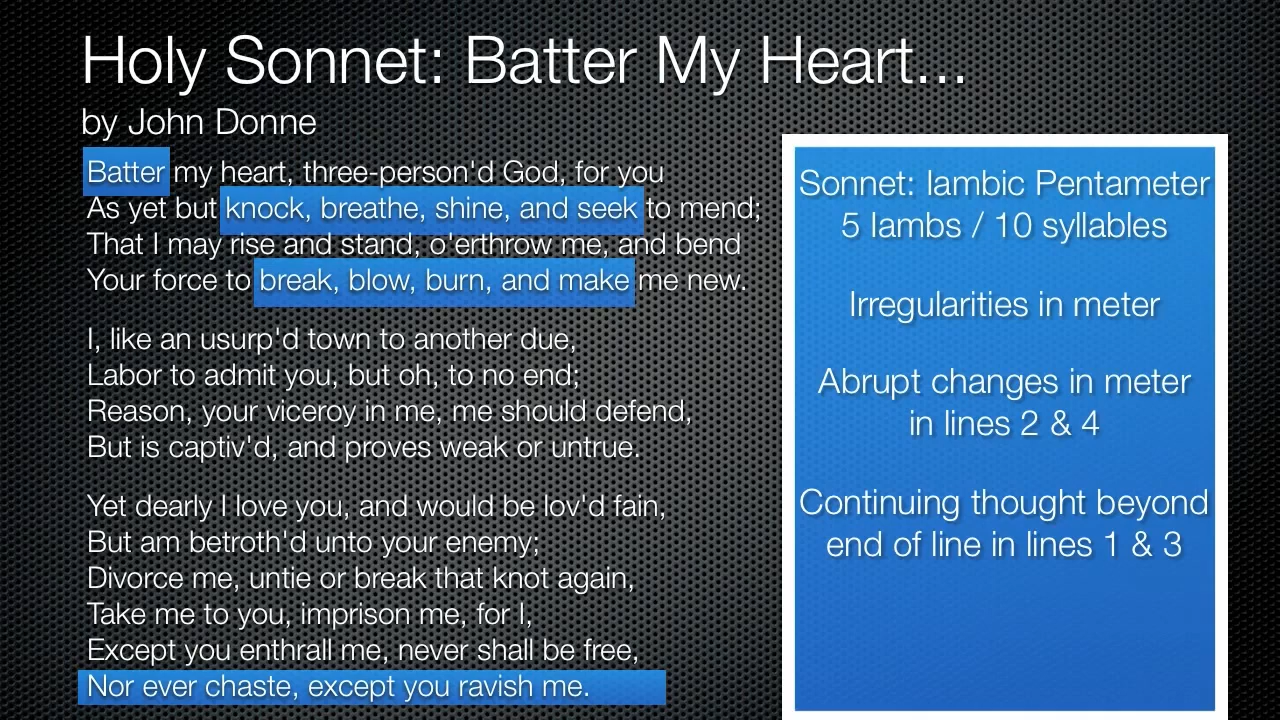 Holy Sonnet: Batter My Heart...
by John Donne
Batter my heart, three-person'd God, for you
As yet but knock, breathe, shine, and seek to mend;
That I may rise and stand, o'erthrow me, and bend
Your force to break, blow, burn, and make me new.
I, like an usurp'd town to another due,
Labor to admit you, but oh, to no end;
Reason, your viceroy in me, me should defend,
But is captiv'd, and proves weak or untrue.
Yet dearly I love you, and would be lov'd fain,
But am betroth'd unto your enemy;
Divorce me, untie or break that knot again,
Take me to you, imprison me, for I,
Except you enthrall me, never shall be free,
Nor ever chaste, except you ravish me.
Sonnet: Iambic Pentameter
5 Iambs / 10 syllables
Irregularities in meter
Abrupt changes in meter
in lines 2 & 4
Continuing thought beyond
end of line in lines 1 & 3